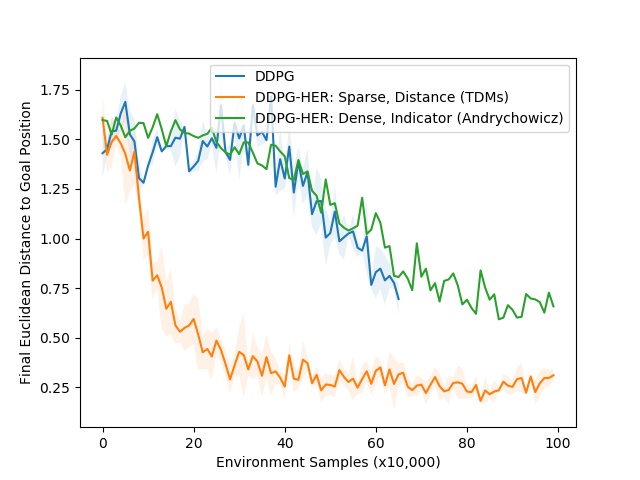 DDPG
DDPG-HER: Sparse, Distance (TDMs)
DDPG-HER: Dense, Indicator (Andrychowicz)
Final Euclidean Distance to Goal Position
1.75
1.50
1.25
1.00
0.75
0.50
0.25
0 20 40 60 80 100
Environment Samples (x10,000)